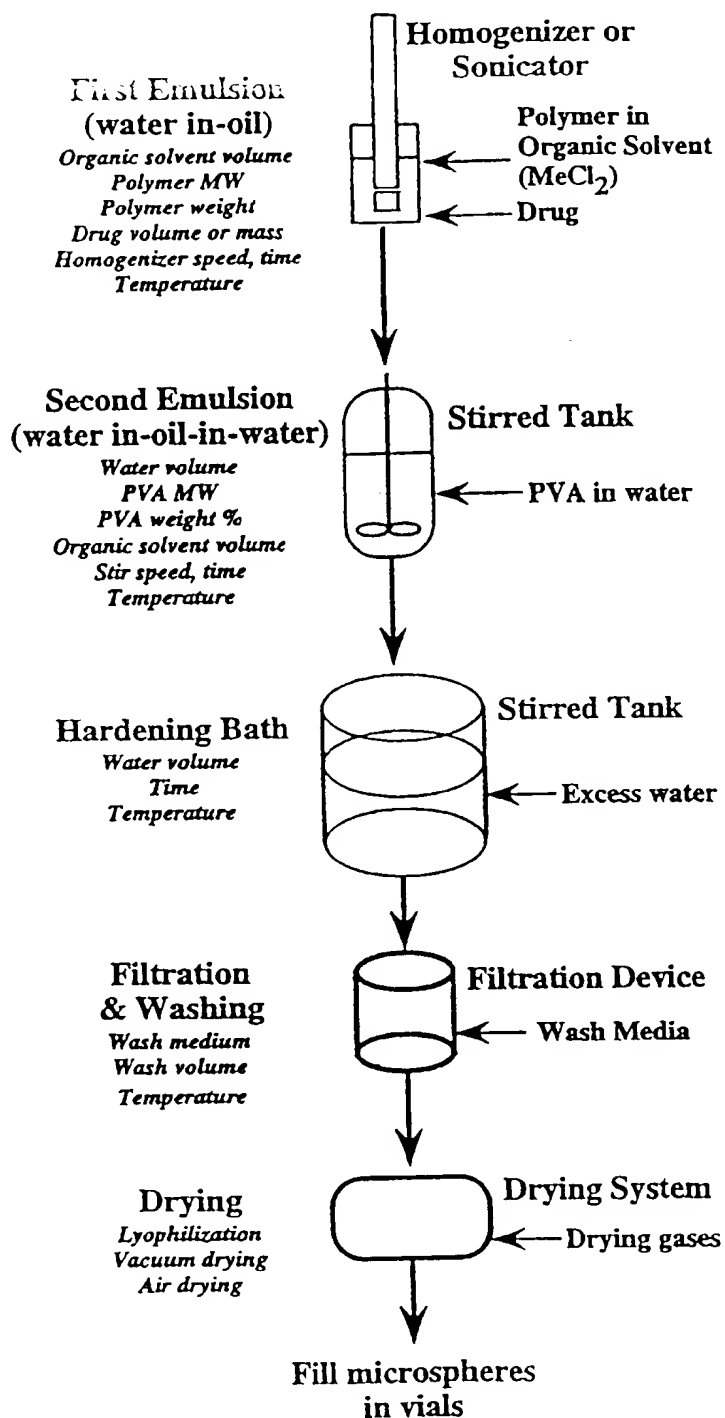 Homogenizer or
Sonicator
First Emulsion
(water in-oil)
Organic solvent volume
Polymer MW
Polymer weight
Drug volume or mass
Homogenizer speed, time
Temperature
Polymer in
Organic Solvent
(MeCl2)
Drug
Second Emulsion
(water in-oil-in-water)
Water volume
PVA MW
PVA weight %
Organic solvent volume
Stir speed, time
Temperature
Stirred Tank
PVA in water
Hardening Bath
Water volume
Time
Temperature
Stirred Tank
Excess water
Filtration
& Washing
Wash medium
Wash volume
Temperature
Filtration Device
Wash Media
Drying
Lyophilization
Vacuum drying
Air drying
Drying System
Drying gases
Fill microspheres
in vials